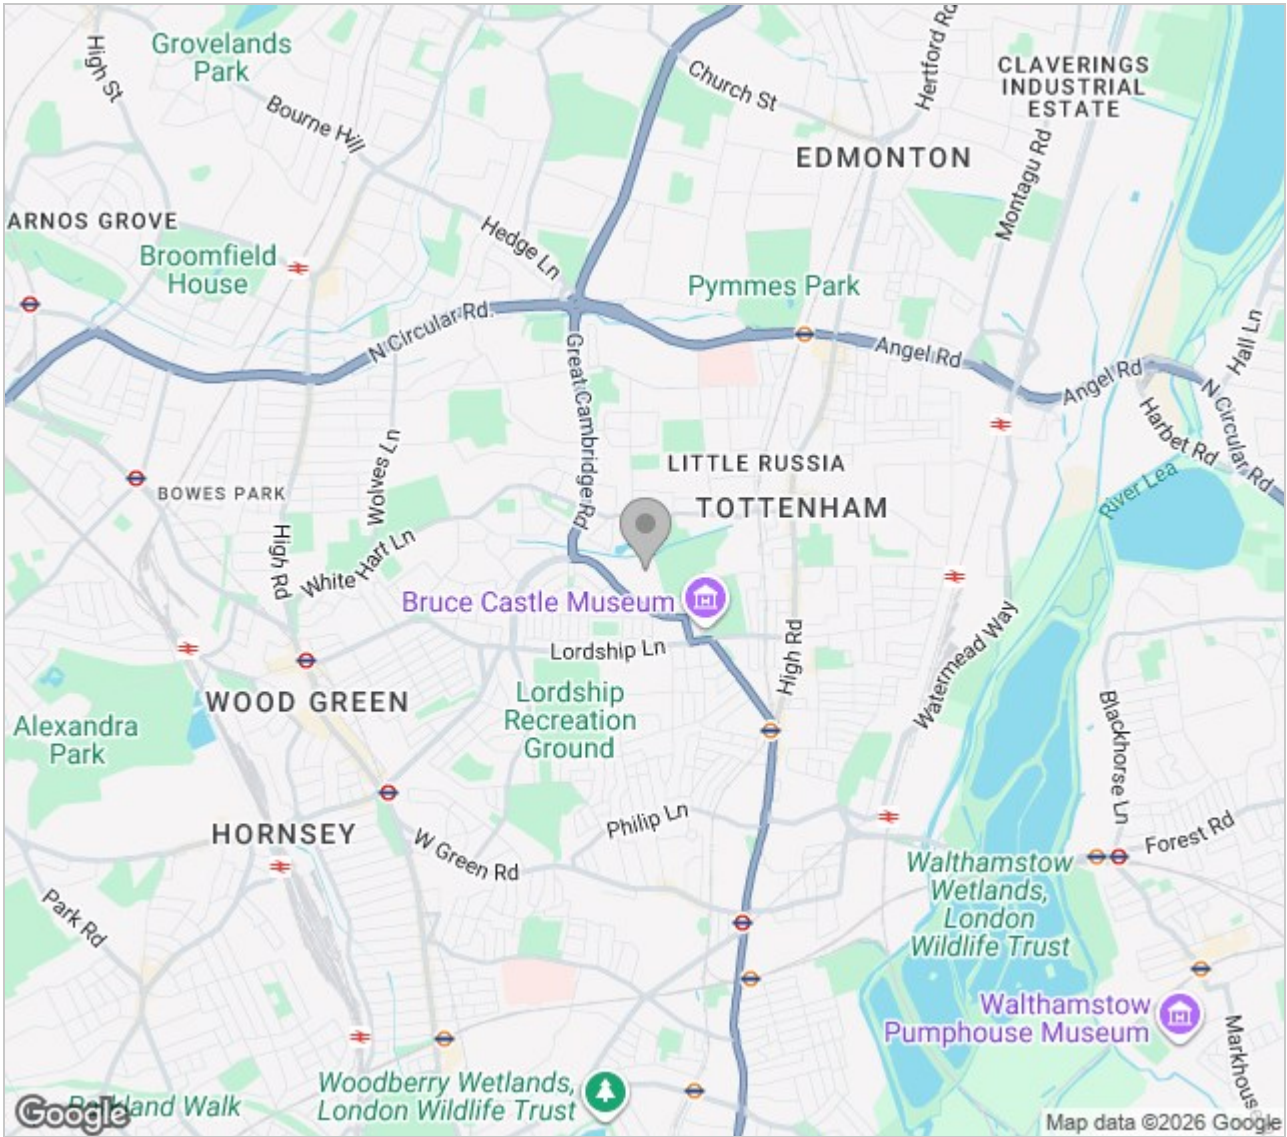 Grovelands
Park
High St
Bourne Hill
Church St
Hertford Rd
CLAVERINGS
INDUSTRIAL
ESTATE
EDMONTON
Montagu Rd
ARNOS GROVE
Broomfield
House
Hedge Ln
Pymmes Park
N Circular Rd.
Great Cambridge Rd
Angel Rd
Angel Rd
Hall Ln
N Circular Rd
Harbet Rd
River Lea
Wolves Ln
BOWES PARK
LITTLE RUSSIA
TOTTENHAM
High Rd
White Hart Ln
Bruce Castle Museum
Lordship Ln
High Rd
Watermead Way
WOOD GREEN
Lordship
Recreation
Ground
Alexandra
Park
Blackhorse Ln
HORNSEY
Philip Ln
W Green Rd
Forest Rd
Walthamstow
Wetlands,
London
Wildlife Trust
Park Rd
Walthamstow
Pumphouse Museum
Markhouse
Woodberry Wetlands,
London Wildlife Trust
Parkland Walk
Google
Map data ©2026 Google